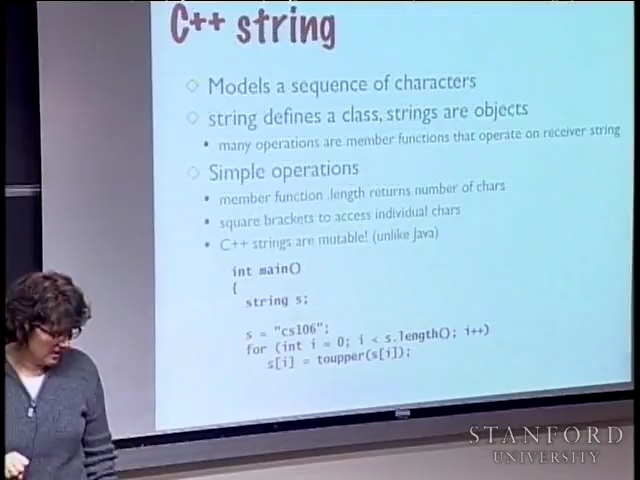 C++ string
Models a sequence of characters
string defines a class, strings are objects
• many operations are member functions that operate on receiver string
Simple operations
• member function .length returns number of chars
• square brackets to access individual chars
• C++ strings are mutable! (unlike Java)
int main()
{
string s;
s = "cs106";
for (int i = 0; i < s.length(); i++)
s[i] = toupper(s[i]);
STANFORD
UNIVERSITY